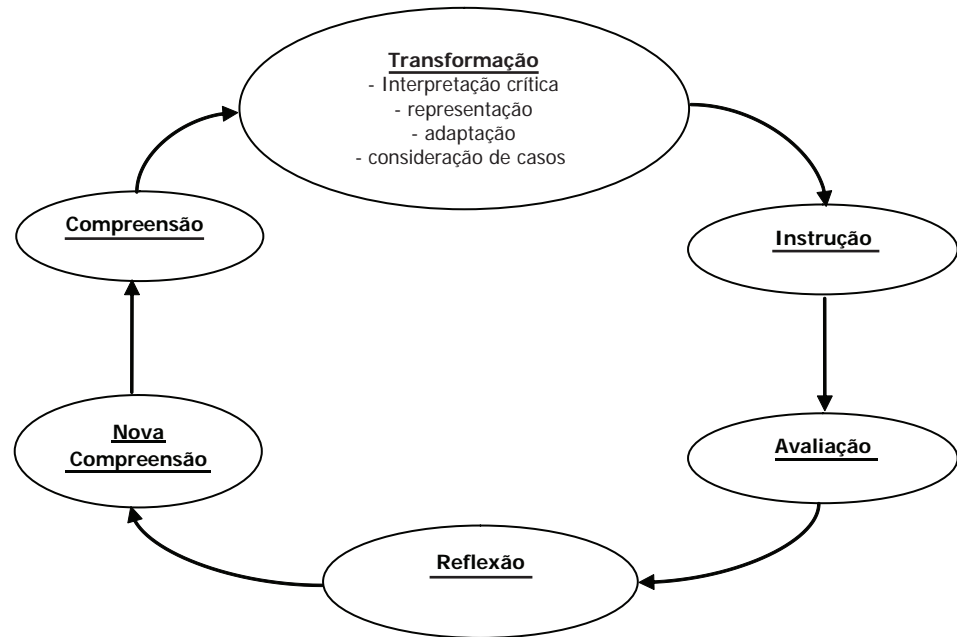 Transformação
- Interpretação crítica
- representação
- adaptação
- consideração de casos
Compreensão
Instrução
Nova
Compreensão
Avaliação
Reflexão